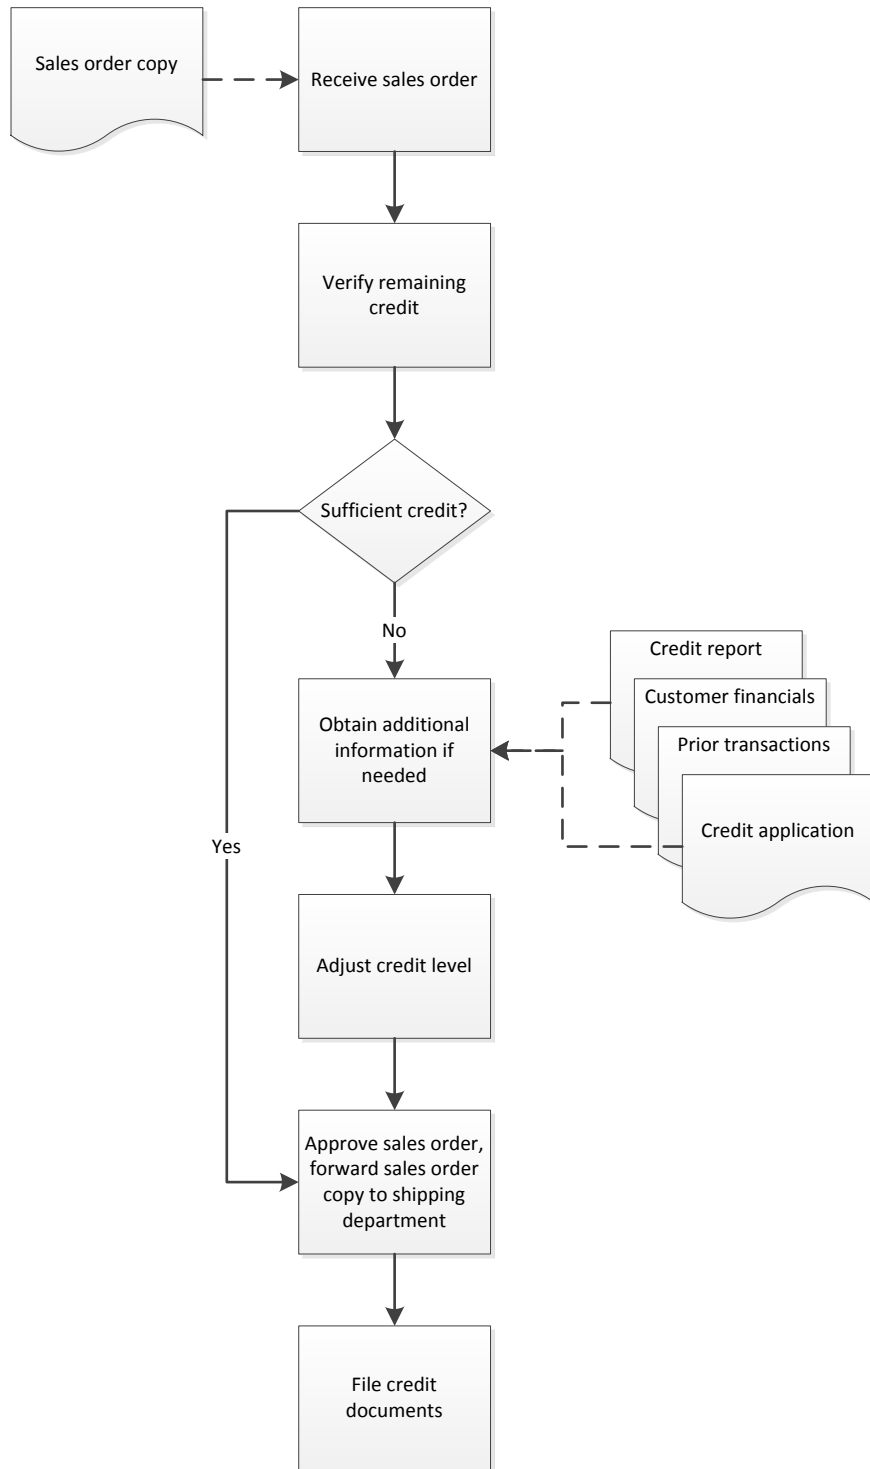 Sales order copy
Receive sales order
Verify remaining
credit
Sufficient credit?
No
Yes
Obtain additional
information if
needed
Credit report
Customer financials
Prior transactions
Credit application
Adjust credit level
Approve sales order,
forward sales order
copy to shipping
department
File credit
documents